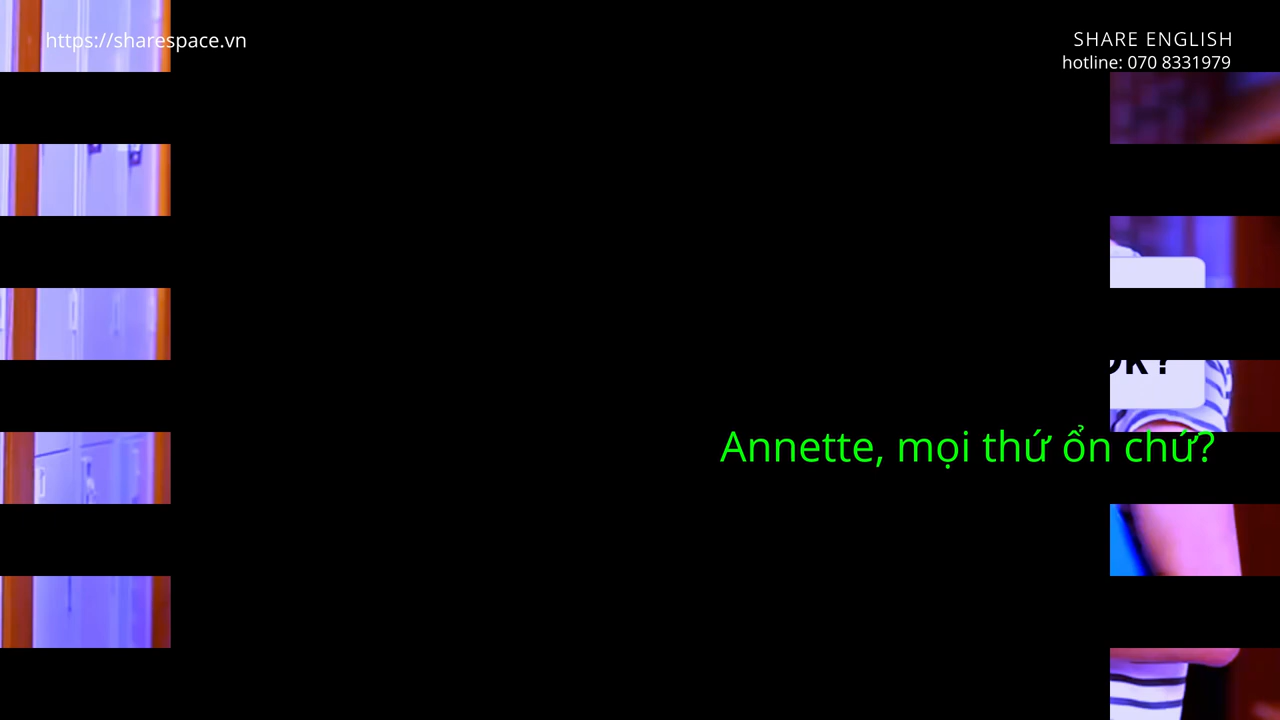 https://sharespace.vn
SHARE ENGLISH
hotline: 070 8331979
Annette, mọi thứ ổn chứ?